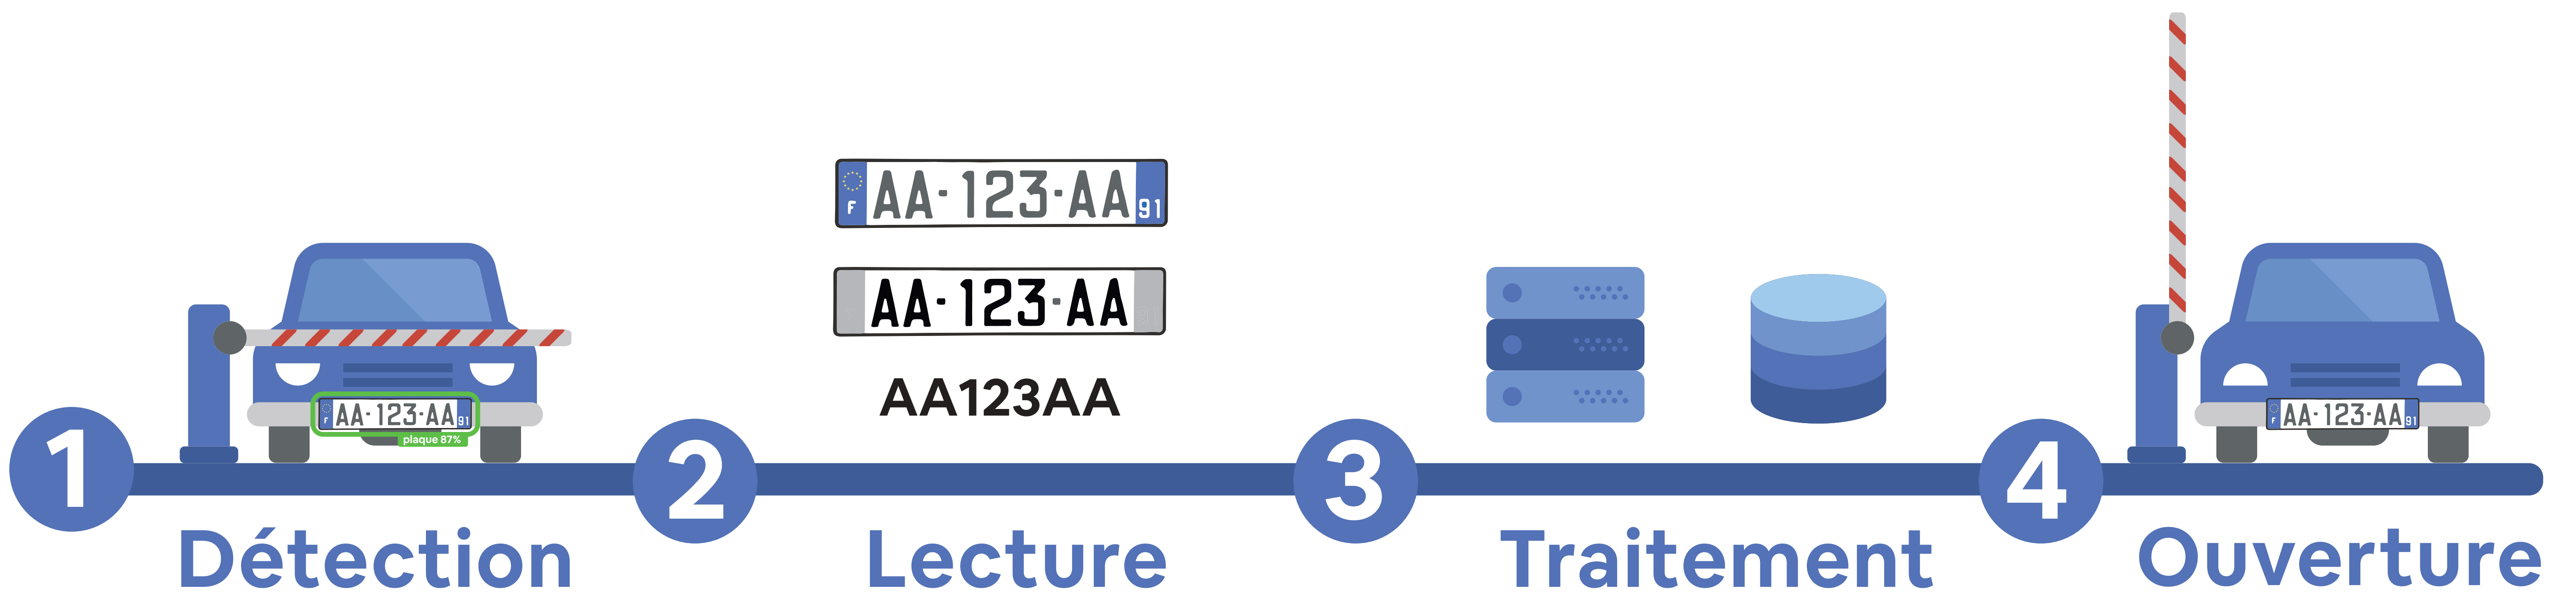 F AA-123-AA 91
plaque 87%
1
Détection
F AA-123-AA 91
AA-123-AA
AA123AA
2
Lecture
3
Traitement
F AA-123-AA 91
4
Ouverture